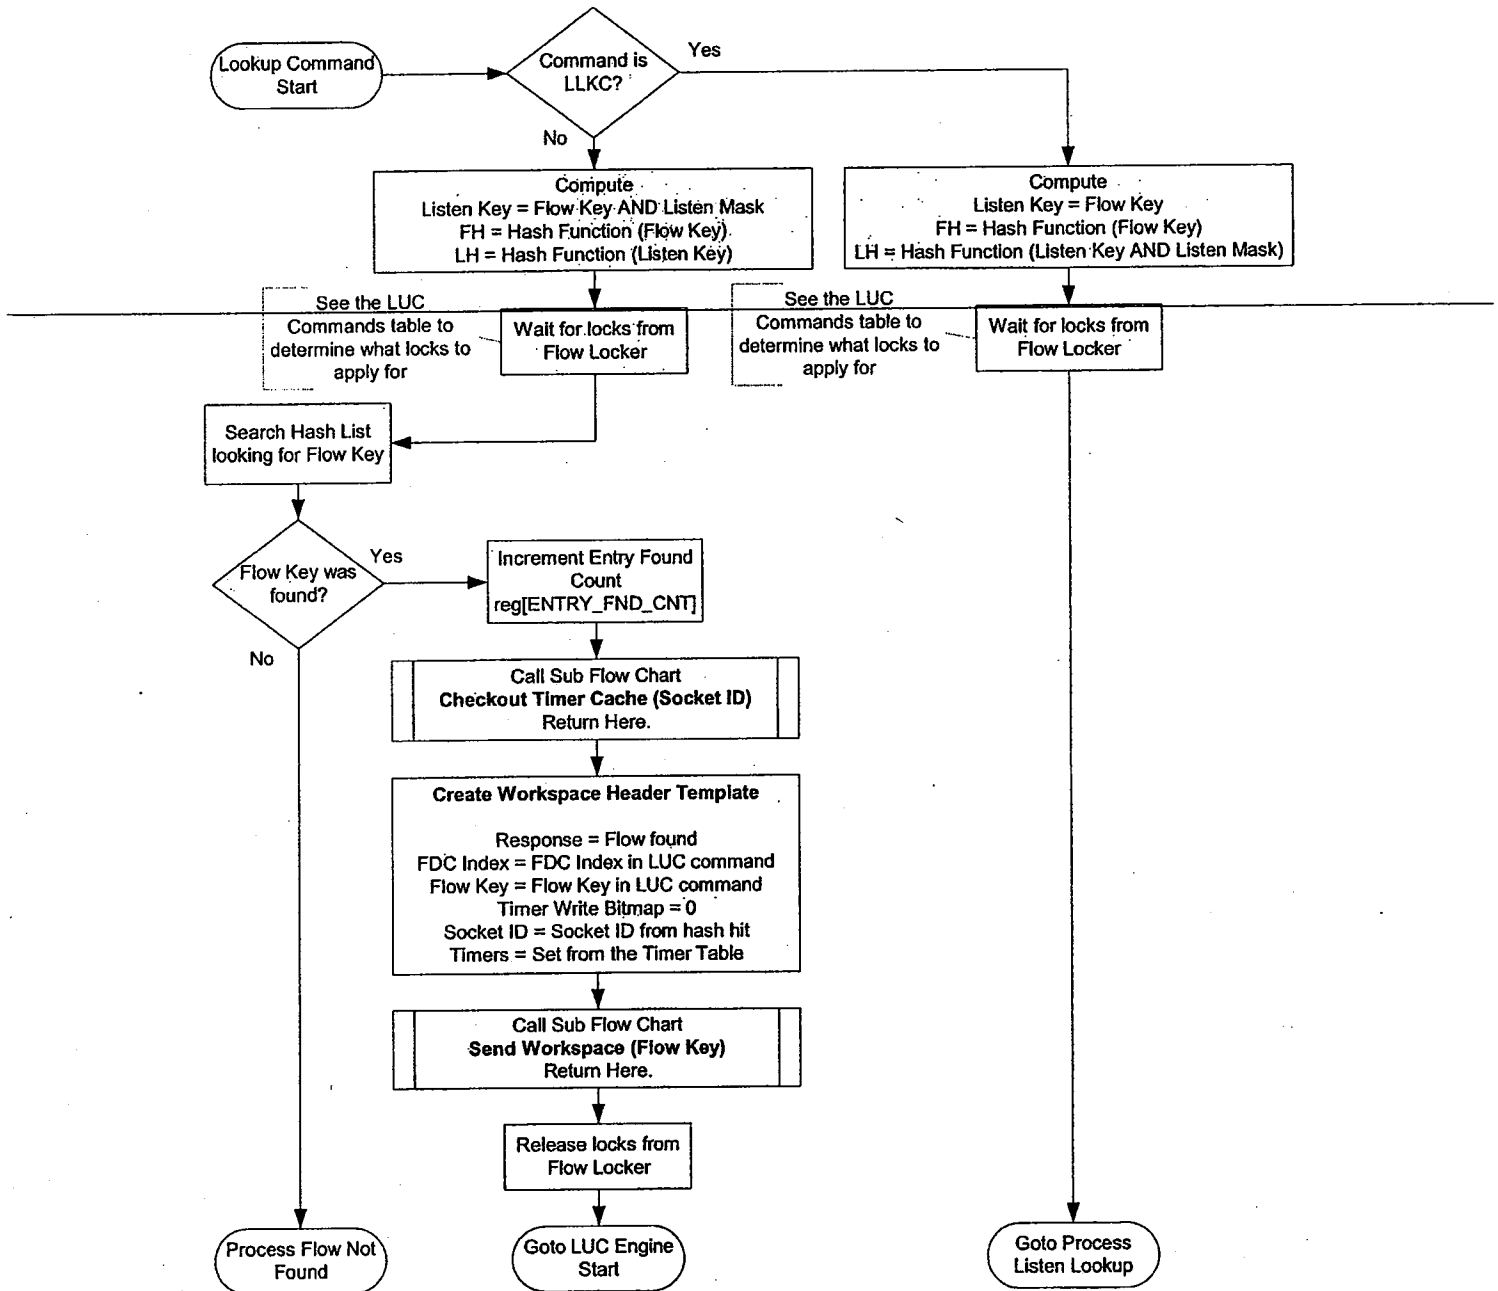 Lookup Command
Start
Command is
LLKC?
Yes
No
Compute
Listen Key = Flow Key AND Listen Mask
FH = Hash Function (Flow Key)
LH = Hash Function (Listen Key)
Compute
Listen Key = Flow Key
FH = Hash Function (Flow Key)
LH = Hash Function (Listen Key AND Listen Mask)
See the LUC
Commands table to
determine what locks to
apply for
Wait for locks from
Flow Locker
See the LUC
Commands table to
determine what locks to
apply for
Wait for locks from
Flow Locker
Search Hash List
looking for Flow Key
Flow Key was
found?
Yes
No
Increment Entry Found
Count
reg[ENTRY_FND_CNT]
Call Sub Flow Chart
Checkout Timer Cache (Socket ID)
Return Here.
Create Workspace Header Template
Response = Flow found
FDC Index = FDC Index in LUC command
Flow Key = Flow Key in LUC command
Timer Write Bitmap = 0
Socket ID = Socket ID from hash hit
Timers = Set from the Timer Table
Call Sub Flow Chart
Send Workspace (Flow Key)
Return Here.
Release locks from
Flow Locker
Process Flow Not
Found
Goto LUC Engine
Start
Goto Process
Listen Lookup